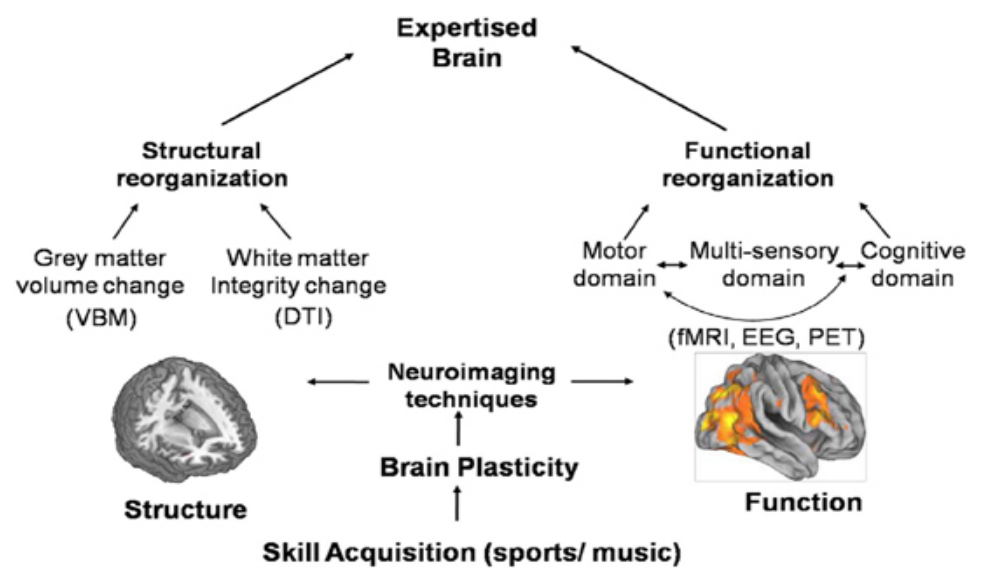 Expertised
Brain
Structural
reorganization
Functional
reorganization
Grey matter
volume change
(VBM)
White matter
Integrity change
(DTI)
Motor
domain
Multi-sensory
domain
Cognitive
domain
(fMRI, EEG, PET)
Neuroimaging
techniques
Brain Plasticity
Structure
Function
Skill Acquisition (sports/ music)